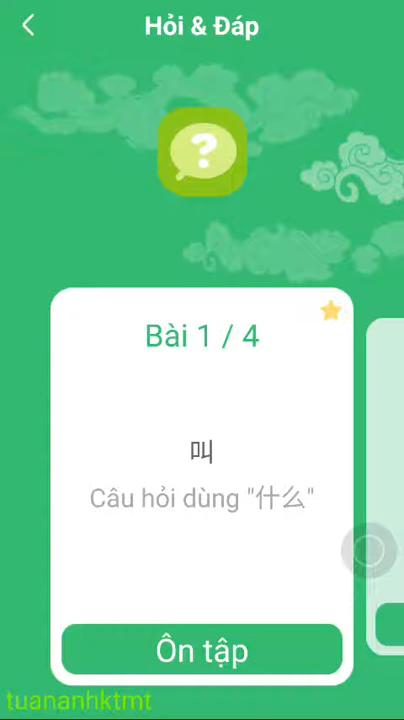 Hỏi & Đáp
?
Bài 1 / 4
叫
Câu hỏi dùng "什么"
Ôn tập
tuananhktmt